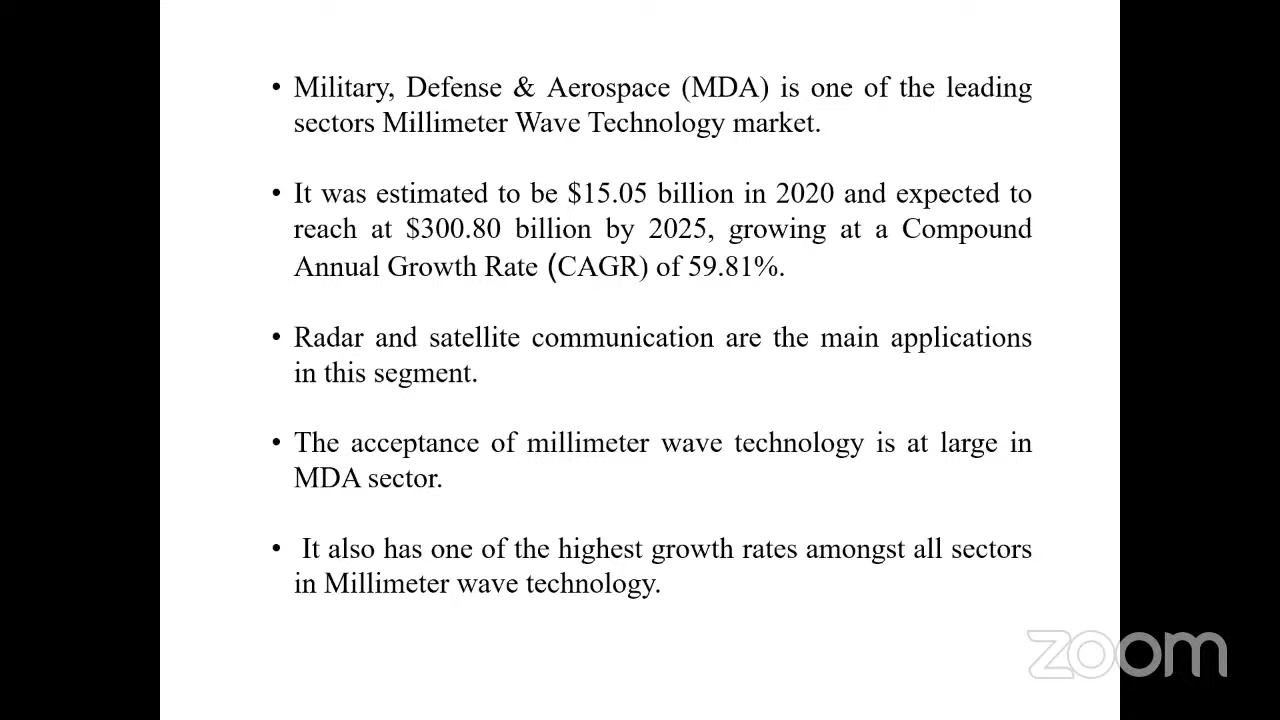 • Military, Defense & Aerospace (MDA) is one of the leading
sectors Millimeter Wave Technology market.
• It was estimated to be $15.05 billion in 2020 and expected to
reach at $300.80 billion by 2025, growing at a Compound
Annual Growth Rate (CAGR) of 59.81%.
• Radar and satellite communication are the main applications
in this segment.
• The acceptance of millimeter wave technology is at large in
MDA sector.
• It also has one of the highest growth rates amongst all sectors
in Millimeter wave technology.
zoom